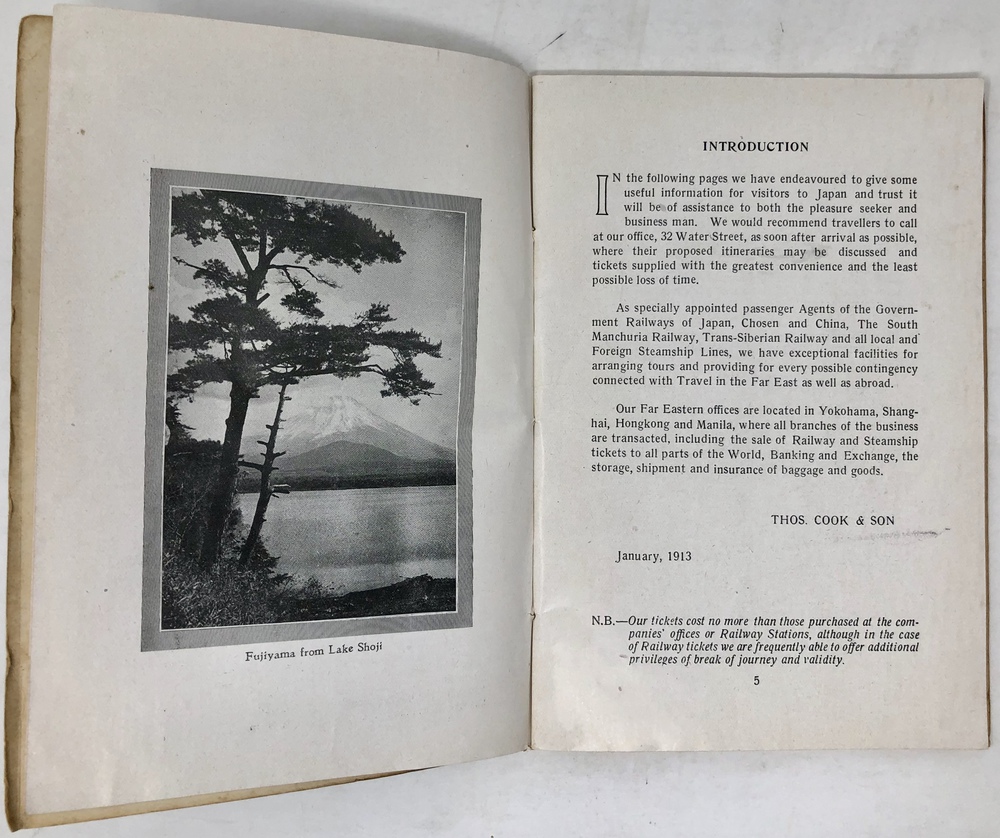 Fujiyama from Lake Shoji
INTRODUCTION
IN the following pages we have endeavoured to give some
useful information for visitors to Japan and trust it
will be of assistance to both the pleasure seeker and
business man. We would recommend travellers to call
at our office, 32 Water Street, as soon after arrival as possible,
where their proposed itineraries may be discussed and
tickets supplied with the greatest convenience and the least
possible loss of time.
As specially appointed passenger Agents of the Govern-
ment Railways of Japan, Chosen and China, The South
Manchuria Railway, Trans-Siberian Railway and all local and
Foreign Steamship Lines, we have exceptional facilities for
arranging tours and providing for every possible contingency
connected with Travel in the Far East as well as abroad.
Our Far Eastern offices are located in Yokohama, Shang-
hai, Hongkong and Manila, where all branches of the business
are transacted, including the sale of Railway and Steamship
tickets to all parts of the World, Banking and Exchange, the
storage, shipment and insurance of baggage and goods.
THOS. COOK & SON
January, 1913
N.B.—Our tickets cost no more than those purchased at the com-
panies' offices or Railway Stations, although in the case
of Railway tickets we are frequently able to offer additional
privileges of break of journey and validity.
5